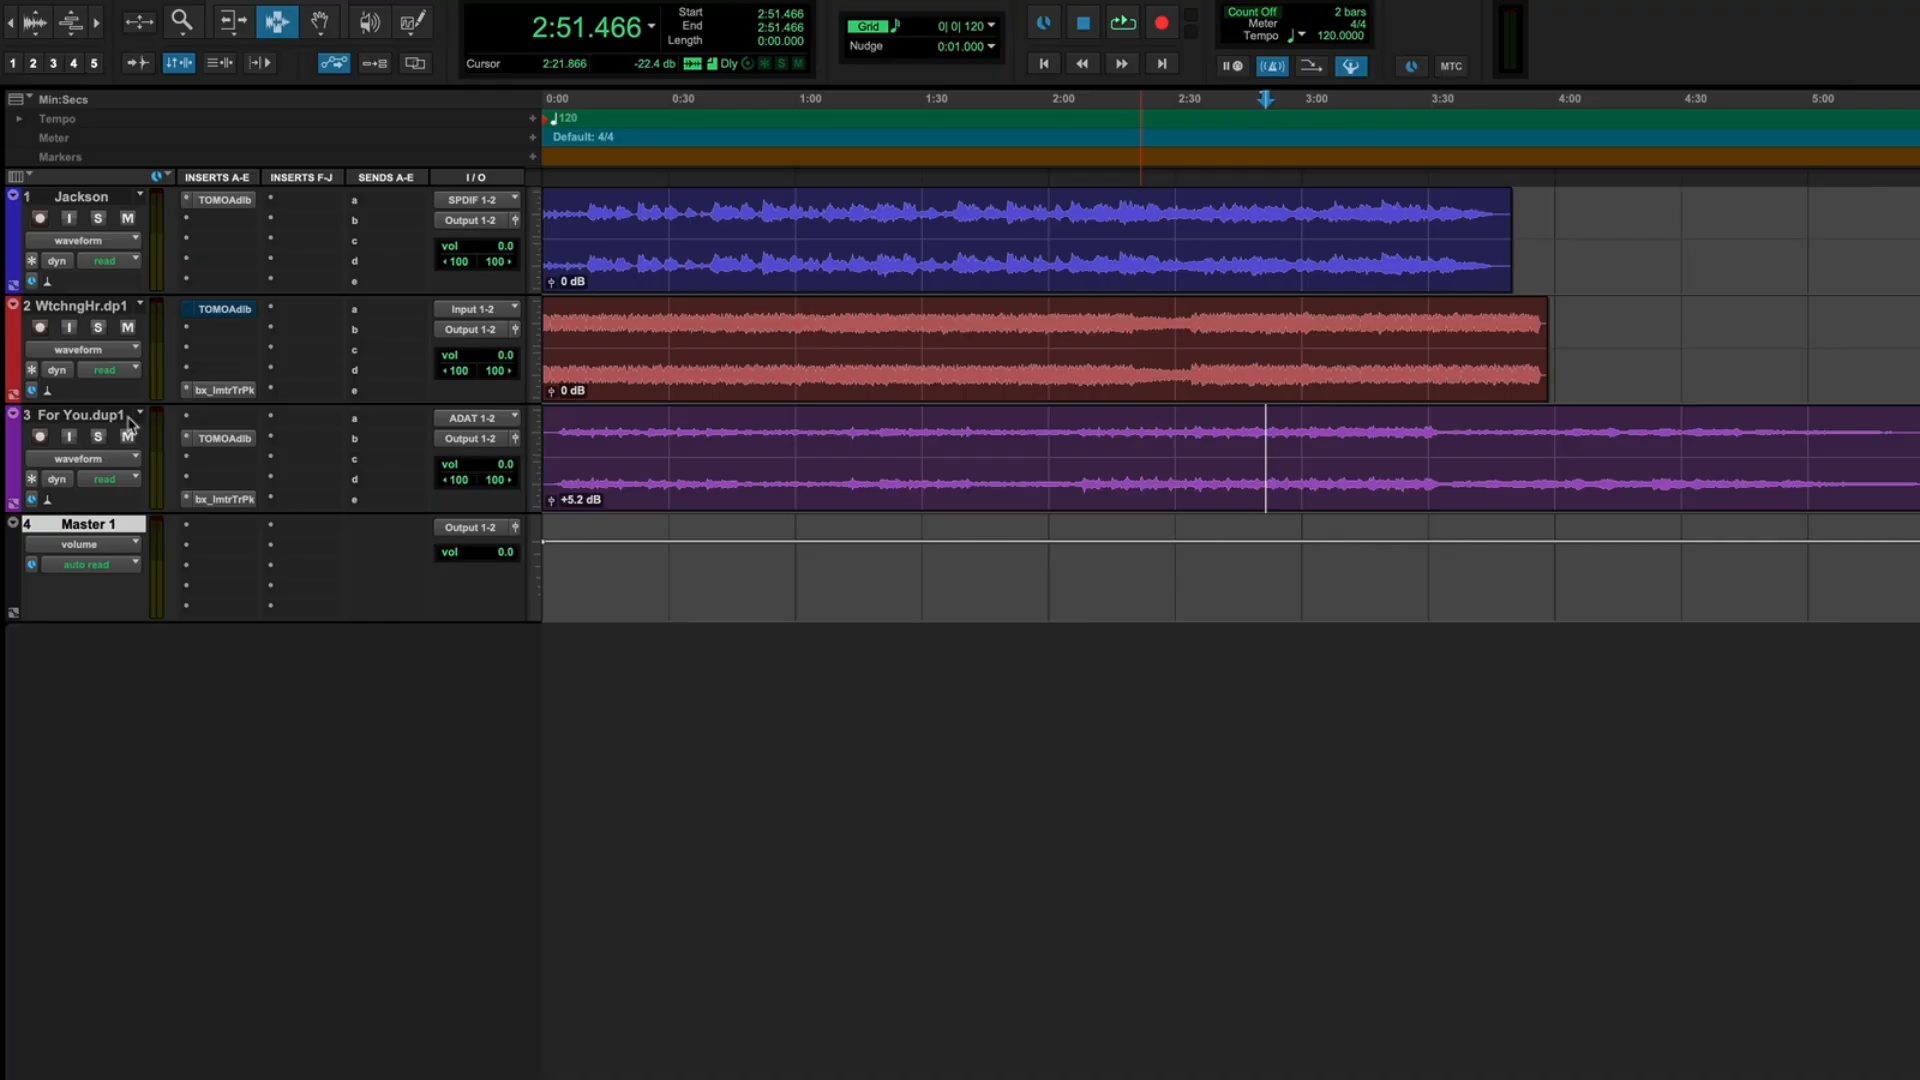 2:51.466
Start 2:51.466
End 2:51.466
Length 0:00.000
Cursor 2:21.866 -22.4 db Dly S M
Grid 0| 0| 120
Nudge 0:01.000
Count Off 2 bars
Meter 4/4
Tempo 120.0000
1 2 3 4 5
MTC
Min:Secs 0:00 0:30 1:00 1:30 2:00 2:30 3:00 3:30 4:00 4:30 5:00
Tempo + 120
Meter + Default: 4/4
Markers +
INSERTS A-E INSERTS F-J SENDS A-E I / O
1 Jackson TOMOAdlb a SPDIF 1-2
I S M b Output 1-2
waveform c vol 0.0
dyn read d 100 100
e 0 dB
2 WtchngHr.dp1 TOMOAdlb a Input 1-2
I S M b Output 1-2
waveform c vol 0.0
dyn read d 100 100
bx_lmtrTrPk e 0 dB
3 For You.dup1 a ADAT 1-2
I S M TOMOAdlb b Output 1-2
waveform c vol 0.0
dyn read d 100 100
bx_lmtrTrPk e +5.2 dB
4 Master 1 Output 1-2
volume vol 0.0
auto read